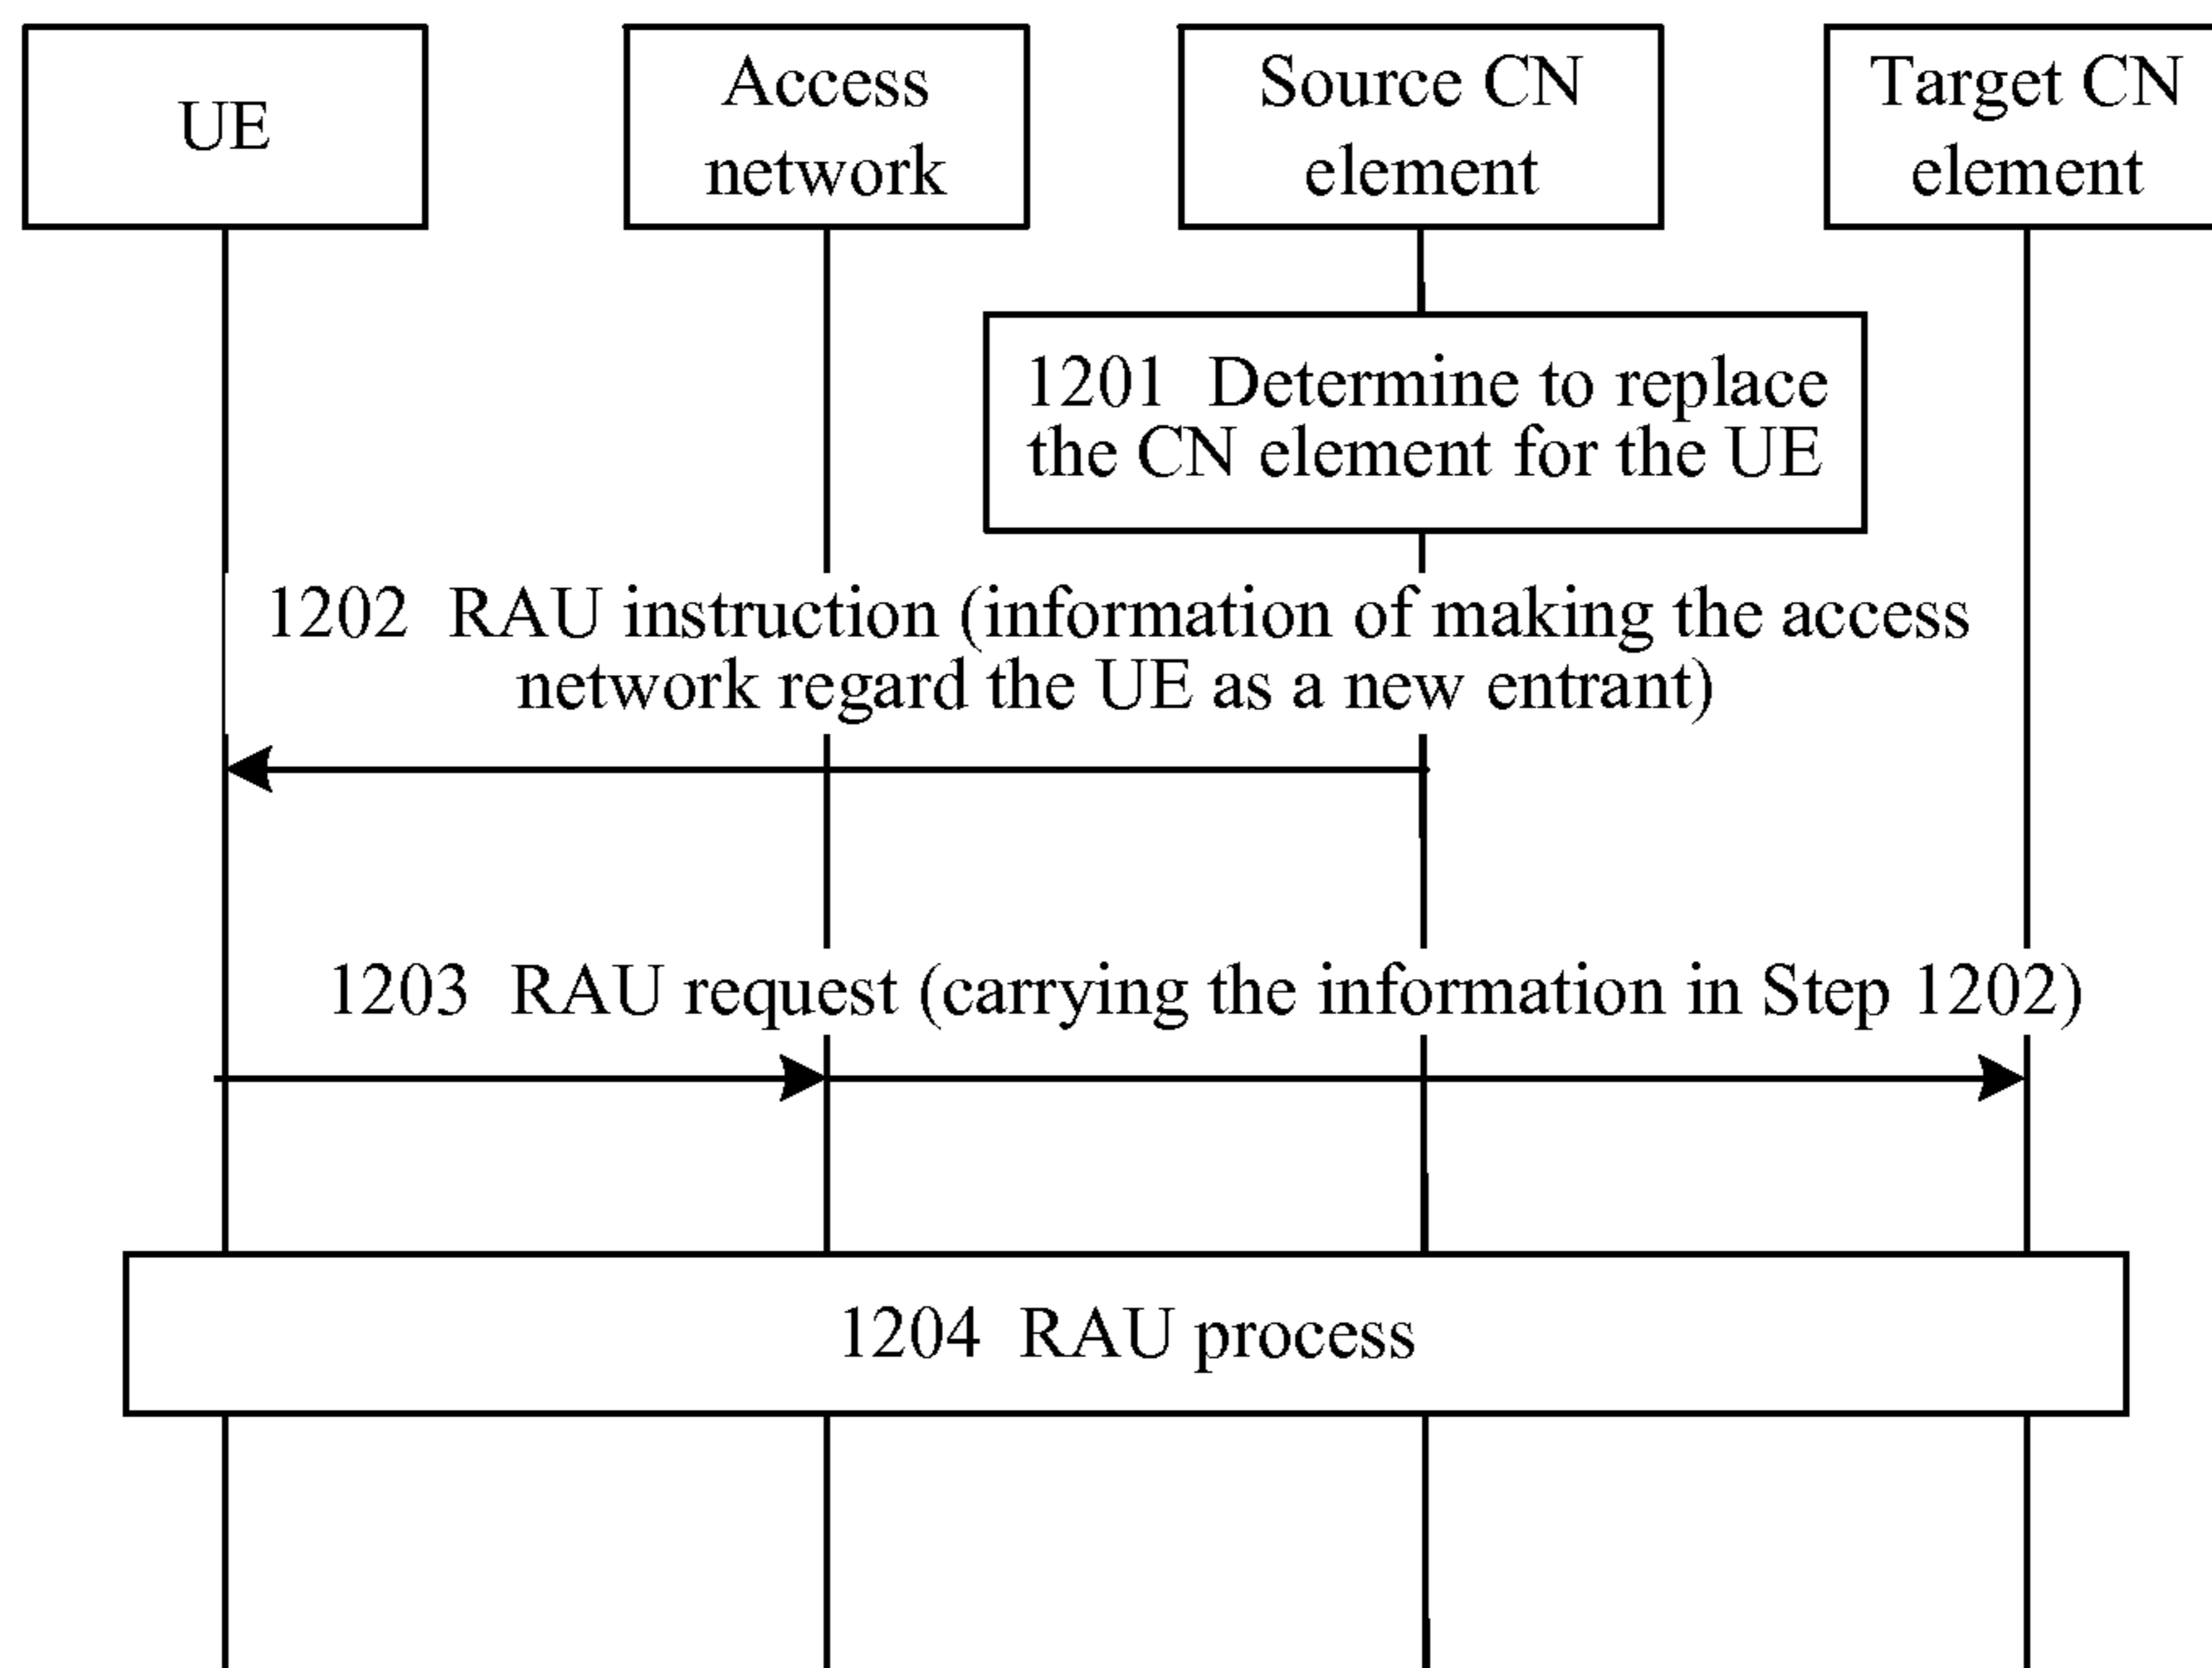 UE
Access
network
Source CN
element
Target CN
element
1201 Determine to replace
the CN element for the UE
1202 RAU instruction (information of making the access
network regard the UE as a new entrant)
1203 RAU request (carrying the information in Step 1202)
1204 RAU process